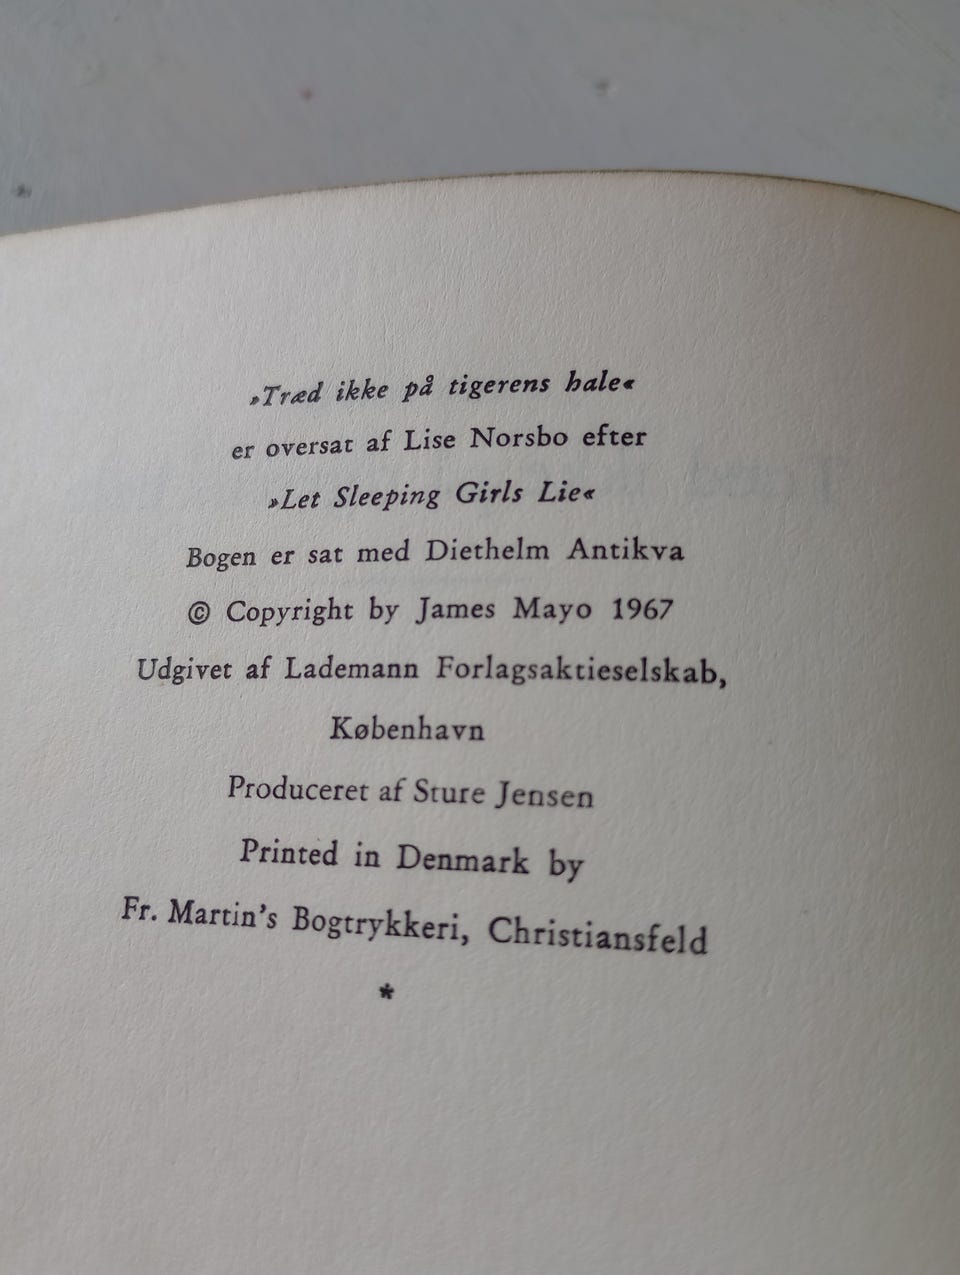 »Træd ikke på tigerens hale«
er oversat af Lise Norsbo efter
»Let Sleeping Girls Lie«
Bogen er sat med Diethelm Antikva
© Copyright by James Mayo 1967
Udgivet af Lademann Forlagsaktieselskab,
København
Produceret af Sture Jensen
Printed in Denmark by
Fr. Martin's Bogtrykkeri, Christiansfeld
*